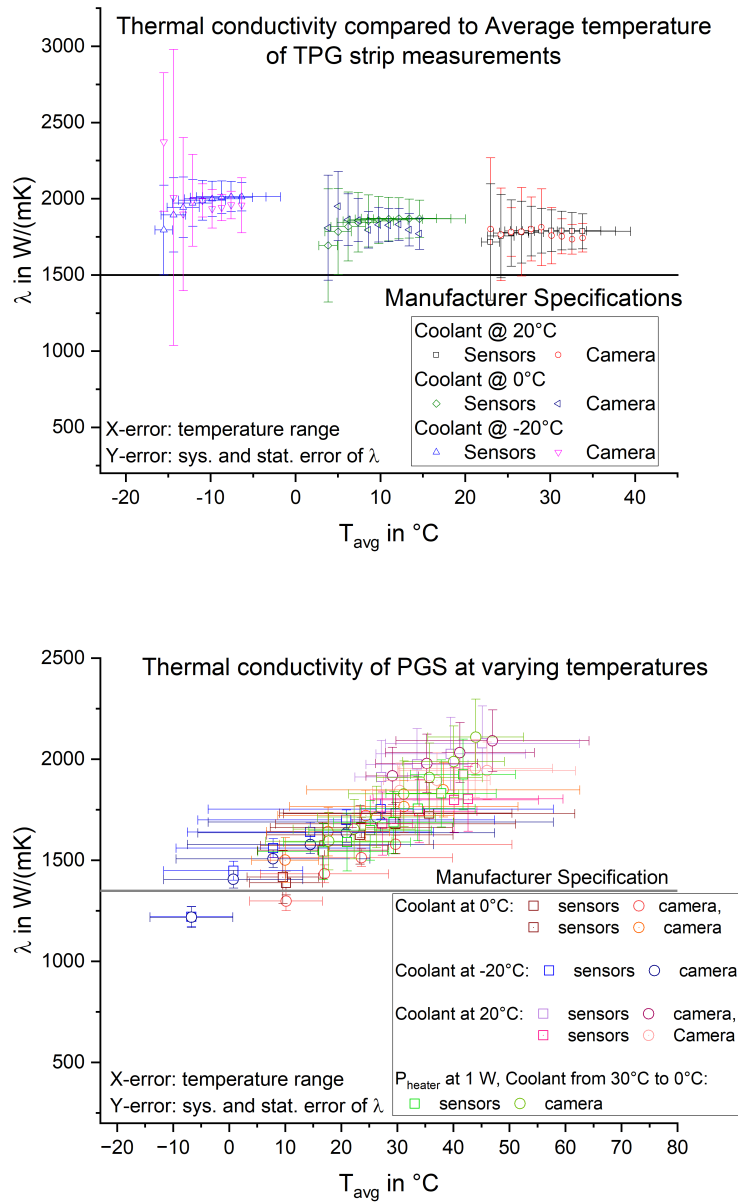 Thermal conductivity compared to Average temperature
of TPG strip measurements
3000
2500
2000
1500
1000
500
λ in W/(mK)
Manufacturer Specifications
Coolant @ 20°C
Sensors Camera
Coolant @ 0°C
Sensors Camera
Coolant @ -20°C
Sensors Camera
X-error: temperature range
Y-error: sys. and stat. error of λ
-20 -10 0 10 20 30 40
Tavg in °C
Thermal conductivity of PGS at varying temperatures
2500
2000
1500
1000
500
λ in W/(mK)
Manufacturer Specification
Coolant at 0°C: sensors camera,
sensors camera
Coolant at -20°C: sensors camera
Coolant at 20°C: sensors camera,
sensors Camera
Pheater at 1 W, Coolant from 30°C to 0°C:
sensors camera
X-error: temperature range
Y-error: sys. and stat. error of λ
−20 −10 0 10 20 30 40 50 60 70 80
Tavg in °C